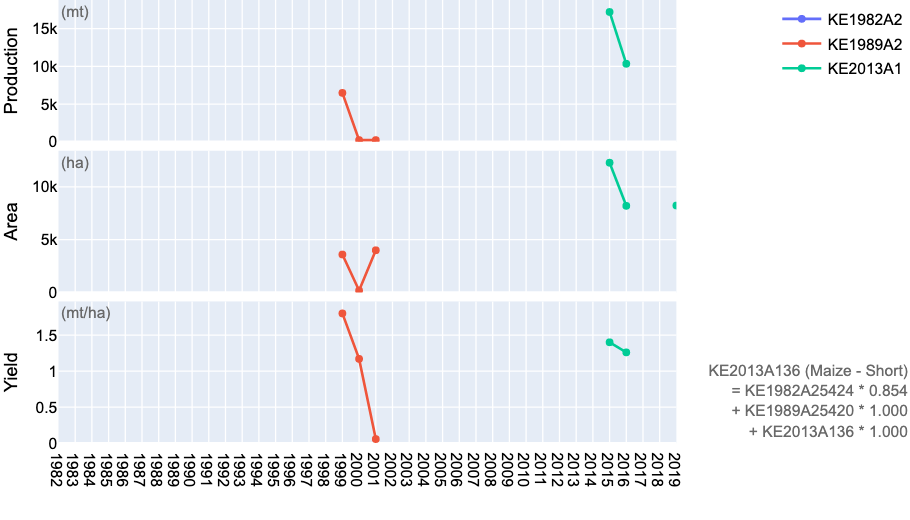 (mt)
Production
15k
10k
5k
0
KE1982A2
KE1989A2
KE2013A1
(ha)
Area
10k
5k
0
(mt/ha)
Yield
1.5
1
0.5
0
1982
1983
1984
1985
1986
1987
1988
1989
1990
1991
1992
1993
1994
1995
1996
1997
1998
1999
2000
2001
2002
2003
2004
2005
2006
2007
2008
2009
2010
2011
2012
2013
2014
2015
2016
2017
2018
2019
KE2013A136 (Maize - Short)
= KE1982A25424 * 0.854
+ KE1989A25420 * 1.000
+ KE2013A136 * 1.000